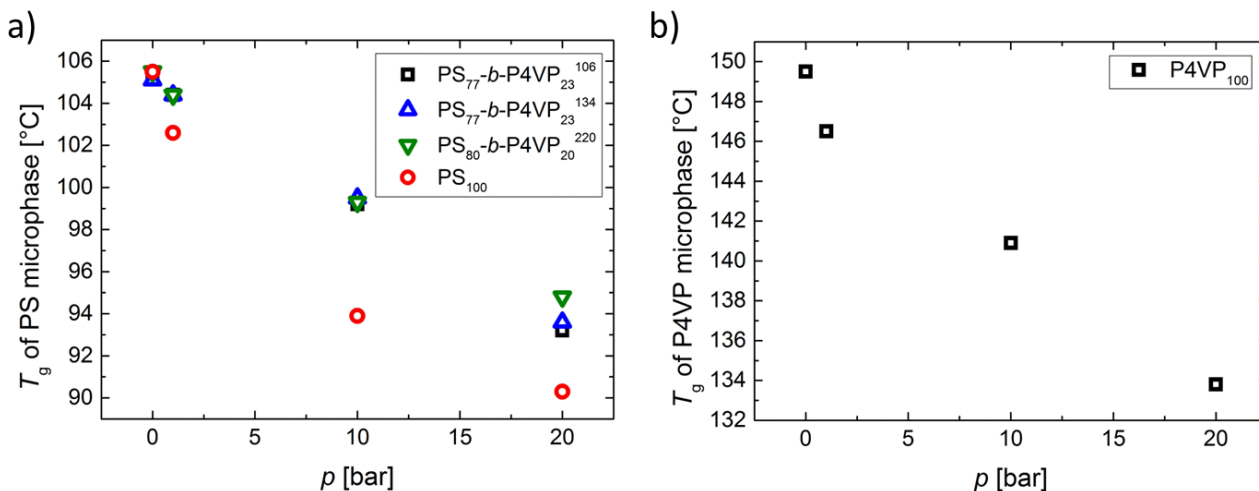 a)
106
104
102
100
98
96
94
92
90
T_g of PS microphase [°C]
PS₇₇-b-P4VP₂₃¹⁰⁶
PS₇₇-b-P4VP₂₃¹³⁴
PS₈₀-b-P4VP₂₀²²⁰
PS₁₀₀
0 5 10 15 20
p [bar]
b)
150
148
146
144
142
140
138
136
134
132
T_g of P4VP microphase [°C]
P4VP₁₀₀
0 5 10 15 20
p [bar]